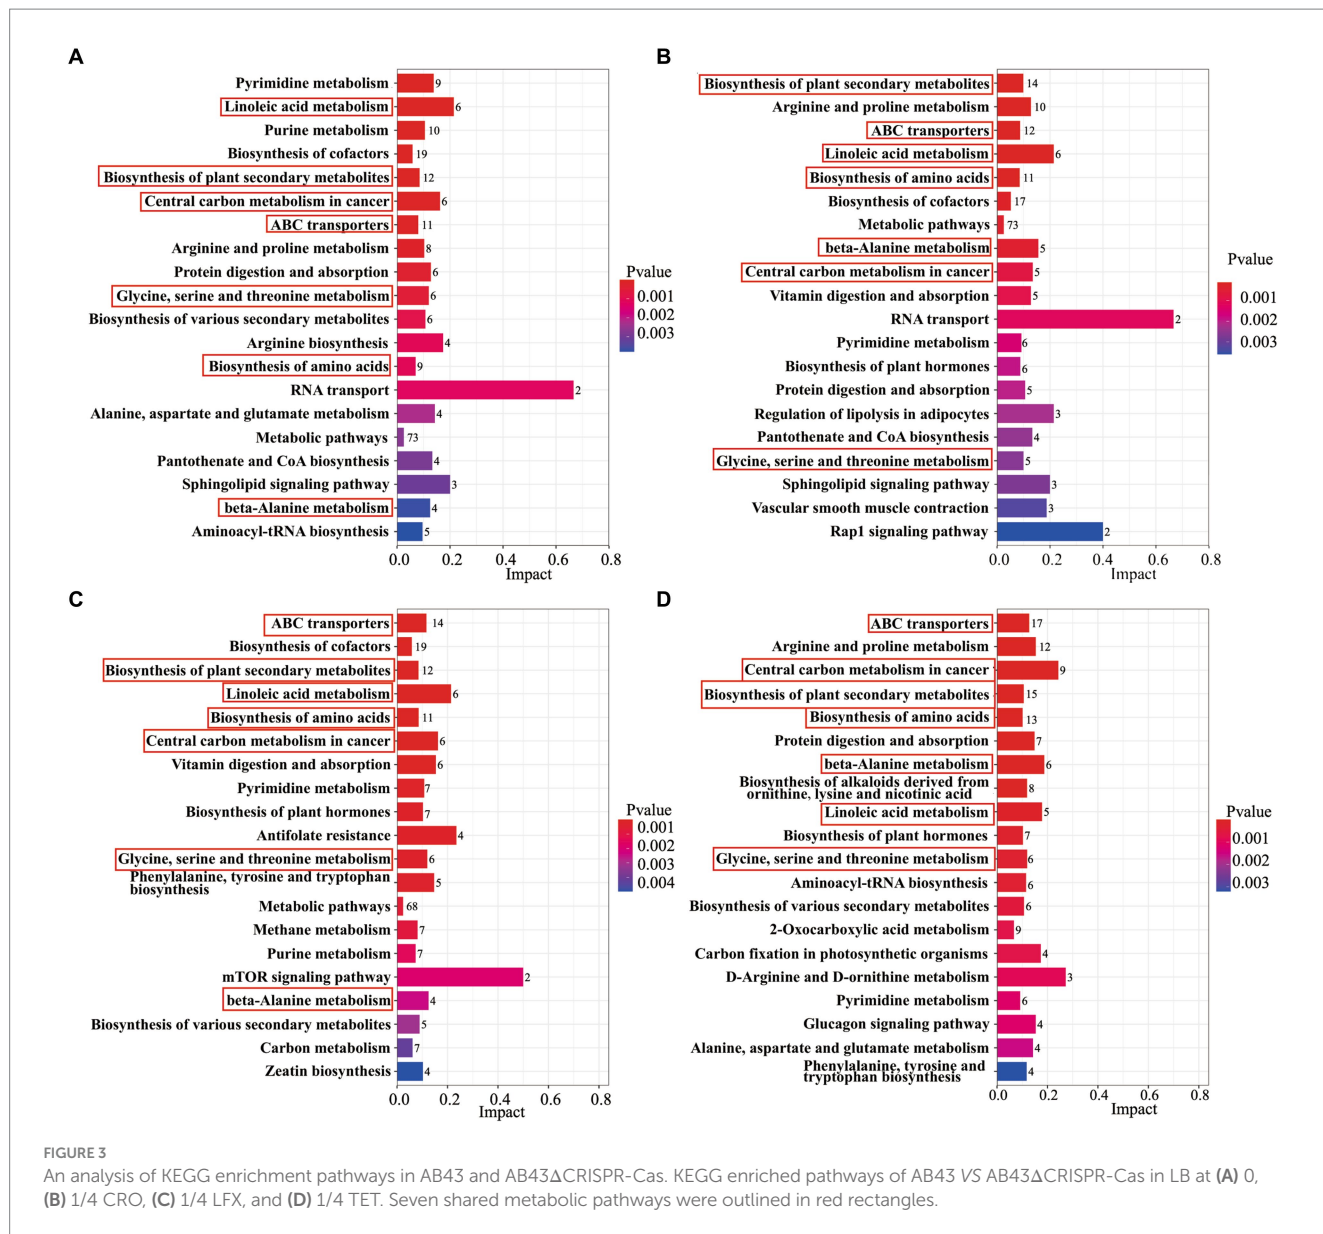 A
Pyrimidine metabolism 9
Linoleic acid metabolism 6
Purine metabolism 10
Biosynthesis of cofactors 19
Biosynthesis of plant secondary metabolites 12
Central carbon metabolism in cancer 6
ABC transporters 11
Arginine and proline metabolism 8
Protein digestion and absorption 6
Glycine, serine and threonine metabolism 6
Biosynthesis of various secondary metabolites 6
Arginine biosynthesis 4
Biosynthesis of amino acids 9
RNA transport 2
Alanine, aspartate and glutamate metabolism 4
Metabolic pathways 73
Pantothenate and CoA biosynthesis 4
Sphingolipid signaling pathway 3
beta-Alanine metabolism 4
Aminoacyl-tRNA biosynthesis 5
0.0 0.2 0.4 0.6 0.8
Impact
Pvalue
0.001
0.002
0.003
B
Biosynthesis of plant secondary metabolites 14
Arginine and proline metabolism 10
ABC transporters 12
Linoleic acid metabolism 6
Biosynthesis of amino acids 11
Biosynthesis of cofactors 17
Metabolic pathways 73
beta-Alanine metabolism 5
Central carbon metabolism in cancer 5
Vitamin digestion and absorption 5
RNA transport 2
Pyrimidine metabolism 6
Biosynthesis of plant hormones 6
Protein digestion and absorption 5
Regulation of lipolysis in adipocytes 3
Pantothenate and CoA biosynthesis 4
Glycine, serine and threonine metabolism 5
Sphingolipid signaling pathway 3
Vascular smooth muscle contraction 3
Rap1 signaling pathway 2
0.0 0.2 0.4 0.6 0.8
Impact
Pvalue
0.001
0.002
0.003
C
ABC transporters 14
Biosynthesis of cofactors 19
Biosynthesis of plant secondary metabolites 12
Linoleic acid metabolism 6
Biosynthesis of amino acids 11
Central carbon metabolism in cancer 6
Vitamin digestion and absorption 6
Pyrimidine metabolism 7
Biosynthesis of plant hormones 7
Antifolate resistance 4
Glycine, serine and threonine metabolism 6
Phenylalanine, tyrosine and tryptophan
biosynthesis 5
Metabolic pathways 68
Methane metabolism 7
Purine metabolism 7
mTOR signaling pathway 2
beta-Alanine metabolism 4
Biosynthesis of various secondary metabolites 5
Carbon metabolism 7
Zeatin biosynthesis 4
0.0 0.2 0.4 0.6 0.8
Impact
Pvalue
0.001
0.002
0.003
0.004
D
ABC transporters 17
Arginine and proline metabolism 12
Central carbon metabolism in cancer 9
Biosynthesis of plant secondary metabolites 15
Biosynthesis of amino acids 13
Protein digestion and absorption 7
beta-Alanine metabolism 6
Biosynthesis of alkaloids derived from
ornithine, lysine and nicotinic acid 8
Linoleic acid metabolism 5
Biosynthesis of plant hormones 7
Glycine, serine and threonine metabolism 6
Aminoacyl-tRNA biosynthesis 6
Biosynthesis of various secondary metabolites 6
2-Oxocarboxylic acid metabolism 9
Carbon fixation in photosynthetic organisms 4
D-Arginine and D-ornithine metabolism 3
Pyrimidine metabolism 6
Glucagon signaling pathway 4
Alanine, aspartate and glutamate metabolism 4
Phenylalanine, tyrosine and
tryptophan biosynthesis 4
0.0 0.2 0.4 0.6 0.8
Impact
Pvalue
0.001
0.002
0.003
FIGURE 3
An analysis of KEGG enrichment pathways in AB43 and AB43ΔCRISPR-Cas. KEGG enriched pathways of AB43 VS AB43ΔCRISPR-Cas in LB at (A) 0,
(B) 1/4 CRO, (C) 1/4 LFX, and (D) 1/4 TET. Seven shared metabolic pathways were outlined in red rectangles.